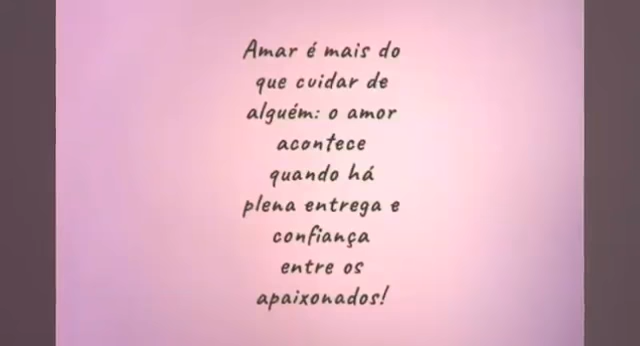 Amar é mais do
que cuidar de
alguém: o amor
acontece
quando há
plena entrega e
confiança
entre os
apaixonados!